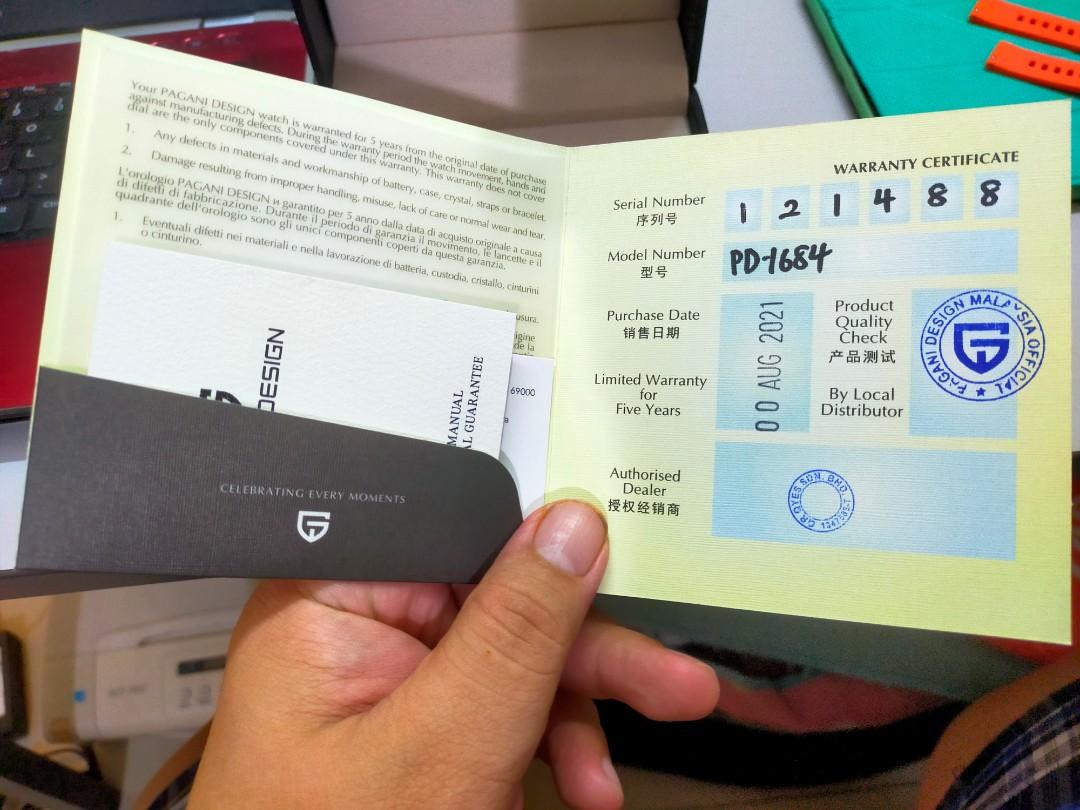 Your PAGANI DESIGN watch is warranted for 5 years from the original date of purchase
against manufacturing defects. During the warranty period the watch movement, hands and
dial are the only components covered under this warranty. This warranty does not cover
1. Any defects in materials and workmanship of battery, case, crystal, straps or bracelet.
2. Damage resulting from improper handling, misuse, lack of care or normal wear and tear.
L'orologio PAGANI DESIGN è garantito per 5 anno dalla data di acquisto originale a causa
di difetti di fabbricazione. Durante il periodo di garanzia il movimento, le lancette e il
quadrante dell'orologio sono gli unici componenti coperti da questa garanzia.
1. Eventuali difetti nei materiali e nella lavorazione di batteria, custodia, cristallo, cinturini
o cinturino.
usura.
DESIGN
MANUAL
AL GUARANTEE
69000
CELEBRATING EVERY MOMENTS
WARRANTY CERTIFICATE
Serial Number
序列号
1 2 1 4 8 8
Model Number
型号
PD-1684
Purchase Date
销售日期
Limited Warranty
for
Five Years
00 AUG 2021
Product
Quality
Check
产品测试
By Local
Distributor
PAGANI DESIGN MALAYSIA OFFICIAL
Authorised
Dealer
授权经销商
SDN. BHD.